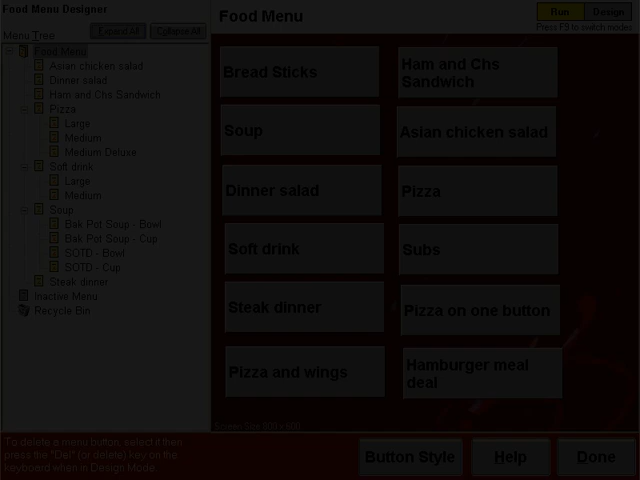 Food Menu Designer
Menu Tree
Expand All
Collapse All
Food Menu
Asian chicken salad
Dinner salad
Ham and Chs Sandwich
Pizza
Large
Medium
Medium Deluxe
Soft drink
Large
Medium
Soup
Bak Pot Soup - Bowl
Bak Pot Soup - Cup
SOTD - Bowl
SOTD - Cup
Steak dinner
Inactive Menu
Recycle Bin
Food Menu
Run
Design
Press F9 to switch modes
Bread Sticks
Ham and Chs
Sandwich
Soup
Asian chicken salad
Dinner salad
Pizza
Soft drink
Subs
Steak dinner
Pizza on one button
Pizza and wings
Hamburger meal
deal
Screen Size 800 x 600
To delete a menu button, select it then
press the "Del" (or delete) key on the
keyboard when in Design Mode.
Button Style
Help
Done